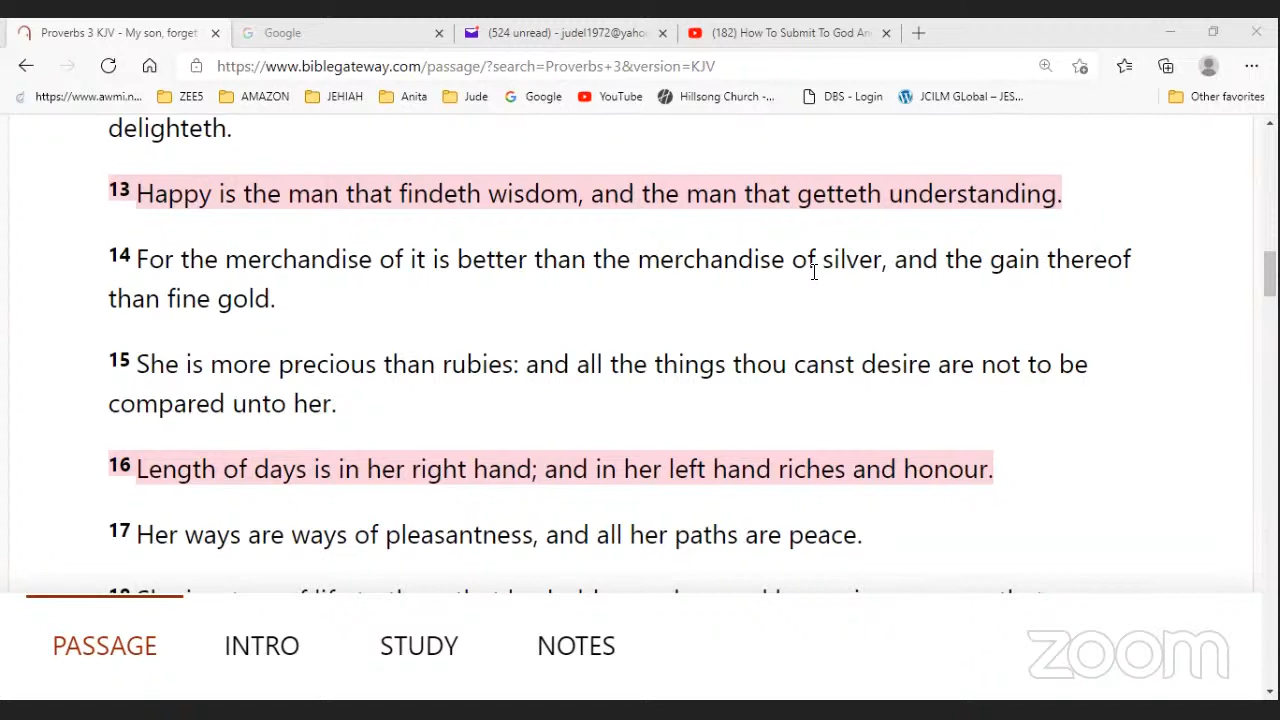 Proverbs 3 KJV - My son, forget
Google
(524 unread) - judel1972@yaho
(182) How To Submit To God An
https://www.biblegateway.com/passage/?search=Proverbs+3&version=KJV
https://www.awmi.n... ZEE5 AMAZON JEHIAH Anita Jude Google YouTube Hillsong Church -... DBS - Login JCILM GLobal – JES... Other favorites
delighteth.
13 Happy is the man that findeth wisdom, and the man that getteth understanding.
14 For the merchandise of it is better than the merchandise of silver, and the gain thereof
than fine gold.
15 She is more precious than rubies: and all the things thou canst desire are not to be
compared unto her.
16 Length of days is in her right hand; and in her left hand riches and honour.
17 Her ways are ways of pleasantness, and all her paths are peace.
PASSAGE INTRO STUDY NOTES
zoom